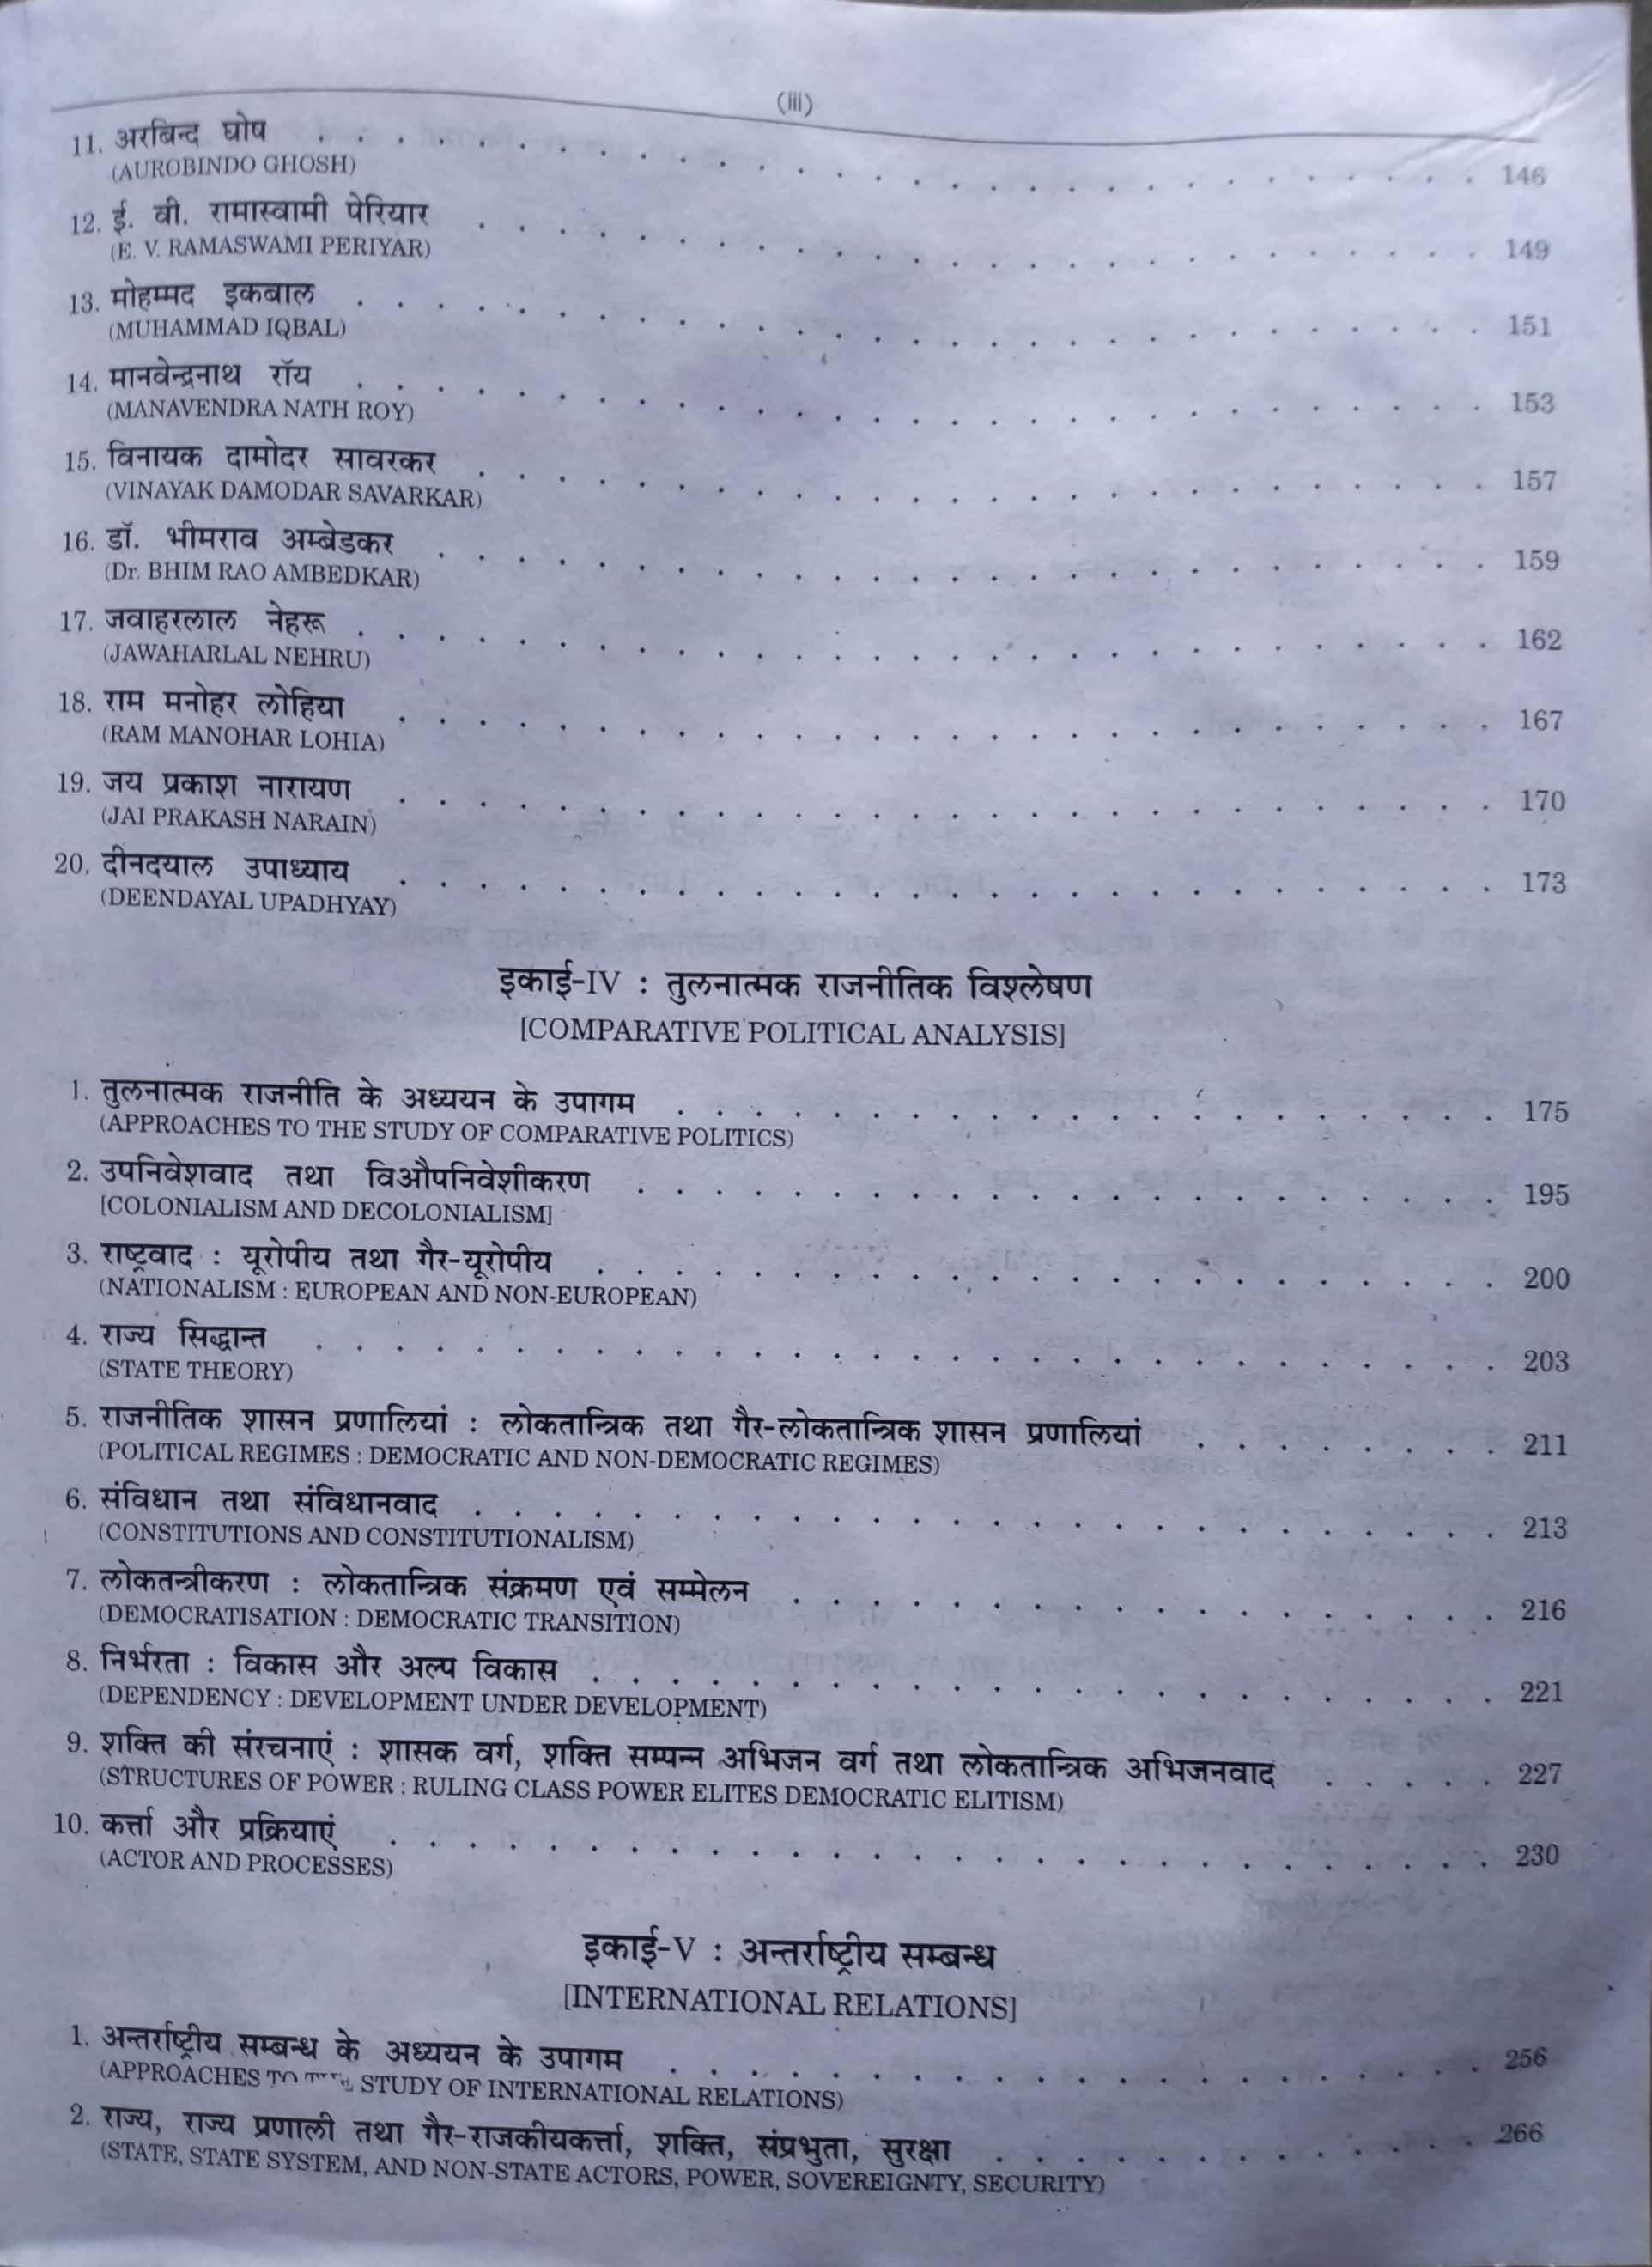 (iii)
11. अरबिन्द घोष . . . . . . . . . . 146
(AUROBINDO GHOSH)
12. ई. वी. रामास्वामी पेरियार . . . . . . . . . . 149
(E. V. RAMASWAMI PERIYAR)
13. मोहम्मद इकबाल . . . . . . . . . . 151
(MUHAMMAD IQBAL)
14. मानवेन्द्रनाथ रॉय . . . . . . . . . . 153
(MANAVENDRA NATH ROY)
15. विनायक दामोदर सावरकर . . . . . . . . . . 157
(VINAYAK DAMODAR SAVARKAR)
16. डॉ. भीमराव अम्बेडकर . . . . . . . . . . 159
(Dr. BHIM RAO AMBEDKAR)
17. जवाहरलाल नेहरू . . . . . . . . . . 162
(JAWAHARLAL NEHRU)
18. राम मनोहर लोहिया . . . . . . . . . . 167
(RAM MANOHAR LOHIA)
19. जय प्रकाश नारायण . . . . . . . . . . 170
(JAI PRAKASH NARAIN)
20. दीनदयाल उपाध्याय . . . . . . . . . . 173
(DEENDAYAL UPADHYAY)
इकाई-IV : तुलनात्मक राजनीतिक विश्लेषण
[COMPARATIVE POLITICAL ANALYSIS]
1. तुलनात्मक राजनीति के अध्ययन के उपागम . . . . . . . . . . 175
(APPROACHES TO THE STUDY OF COMPARATIVE POLITICS)
2. उपनिवेशवाद तथा विऔपनिवेशीकरण . . . . . . . . . . 195
[COLONIALISM AND DECOLONIALISM]
3. राष्ट्रवाद : यूरोपीय तथा गैर-यूरोपीय . . . . . . . . . . 200
(NATIONALISM : EUROPEAN AND NON-EUROPEAN)
4. राज्य सिद्धान्त . . . . . . . . . . 203
(STATE THEORY)
5. राजनीतिक शासन प्रणालियां : लोकतान्त्रिक तथा गैर-लोकतान्त्रिक शासन प्रणालियां . . . . . . . . 211
(POLITICAL REGIMES : DEMOCRATIC AND NON-DEMOCRATIC REGIMES)
6. संविधान तथा संविधानवाद . . . . . . . . . . 213
(CONSTITUTIONS AND CONSTITUTIONALISM)
7. लोकतन्त्रीकरण : लोकतान्त्रिक संक्रमण एवं सम्मेलन . . . . . . . . . . 216
(DEMOCRATISATION : DEMOCRATIC TRANSITION)
8. निर्भरता : विकास और अल्प विकास . . . . . . . . . . 221
(DEPENDENCY : DEVELOPMENT UNDER DEVELOPMENT)
9. शक्ति की संरचनाएं : शासक वर्ग, शक्ति सम्पन्न अभिजन वर्ग तथा लोकतान्त्रिक अभिजनवाद . . . . . 227
(STRUCTURES OF POWER : RULING CLASS POWER ELITES DEMOCRATIC ELITISM)
10. कर्त्ता और प्रक्रियाएं . . . . . . . . . . 230
(ACTOR AND PROCESSES)
इकाई-V : अन्तर्राष्ट्रीय सम्बन्ध
[INTERNATIONAL RELATIONS]
1. अन्तर्राष्ट्रीय सम्बन्ध के अध्ययन के उपागम . . . . . . . . . . 256
(APPROACHES TO STUDY OF INTERNATIONAL RELATIONS)
2. राज्य, राज्य प्रणाली तथा गैर-राजकीयकर्त्ता, शक्ति, संप्रभुता, सुरक्षा . . . . . . . . . . 266
(STATE, STATE SYSTEM, AND NON-STATE ACTORS, POWER, SOVEREIGNTY, SECURITY)